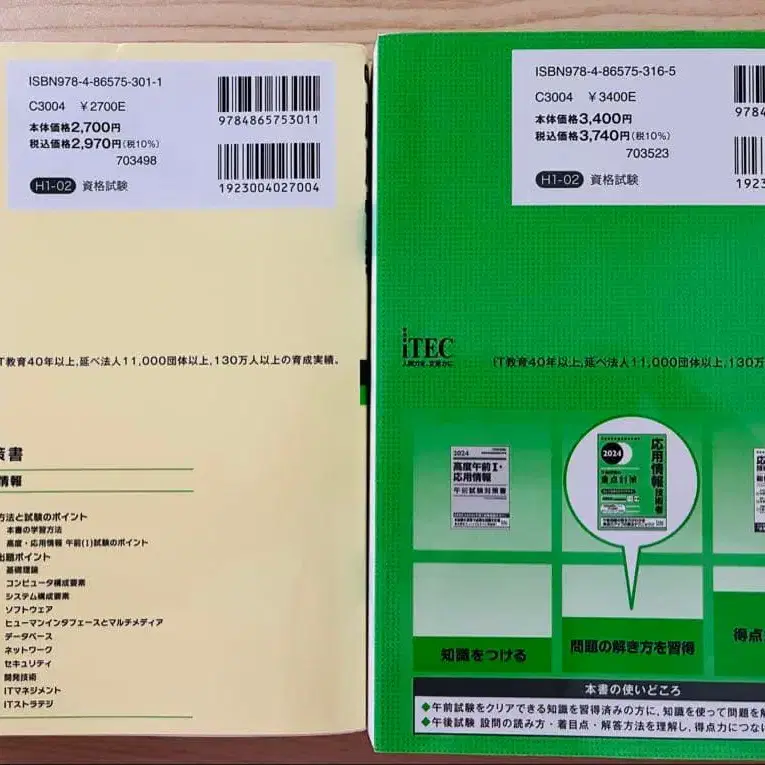 ISBN978-4-86575-301-1
C3004 ¥2700E
本体価格2,700円
税込価格2,970円(税10%)
703498
H1-02 資格試験
9784865753011
1923004027004
T教育40年以上,延べ法人11,000団体以上,130万人以上の育成実績。
策書
情報
方法と試験のポイント
本書の学習方法
高度・応用情報 午前(I)試験のポイント
出題ポイント
基礎理論
コンピュータ構成要素
システム構成要素
ソフトウェア
ヒューマンインタフェースとマルチメディア
データベース
ネットワーク
セキュリティ
開発技術
ITマネジメント
ITストラテジ
ISBN978-4-86575-316-5
C3004 ¥3400E
本体価格3,400円
税込価格3,740円(税10%)
703523
H1-02 資格試験
9784
1923
iTEC
IT教育40年以上,延べ法人11,000団体以上,130万
2024
高度午前I・
応用情報
午前試験対策書
2024
応用情報技術者
重点対策
知識をつける
問題の解き方を習得
得点
本書の使いどころ
◆午前試験をクリアできる知識を習得済みの方に,知識を使って問題を解
◆午後試験 設問の読み方・着目点・解答方法を理解し,得点力につな